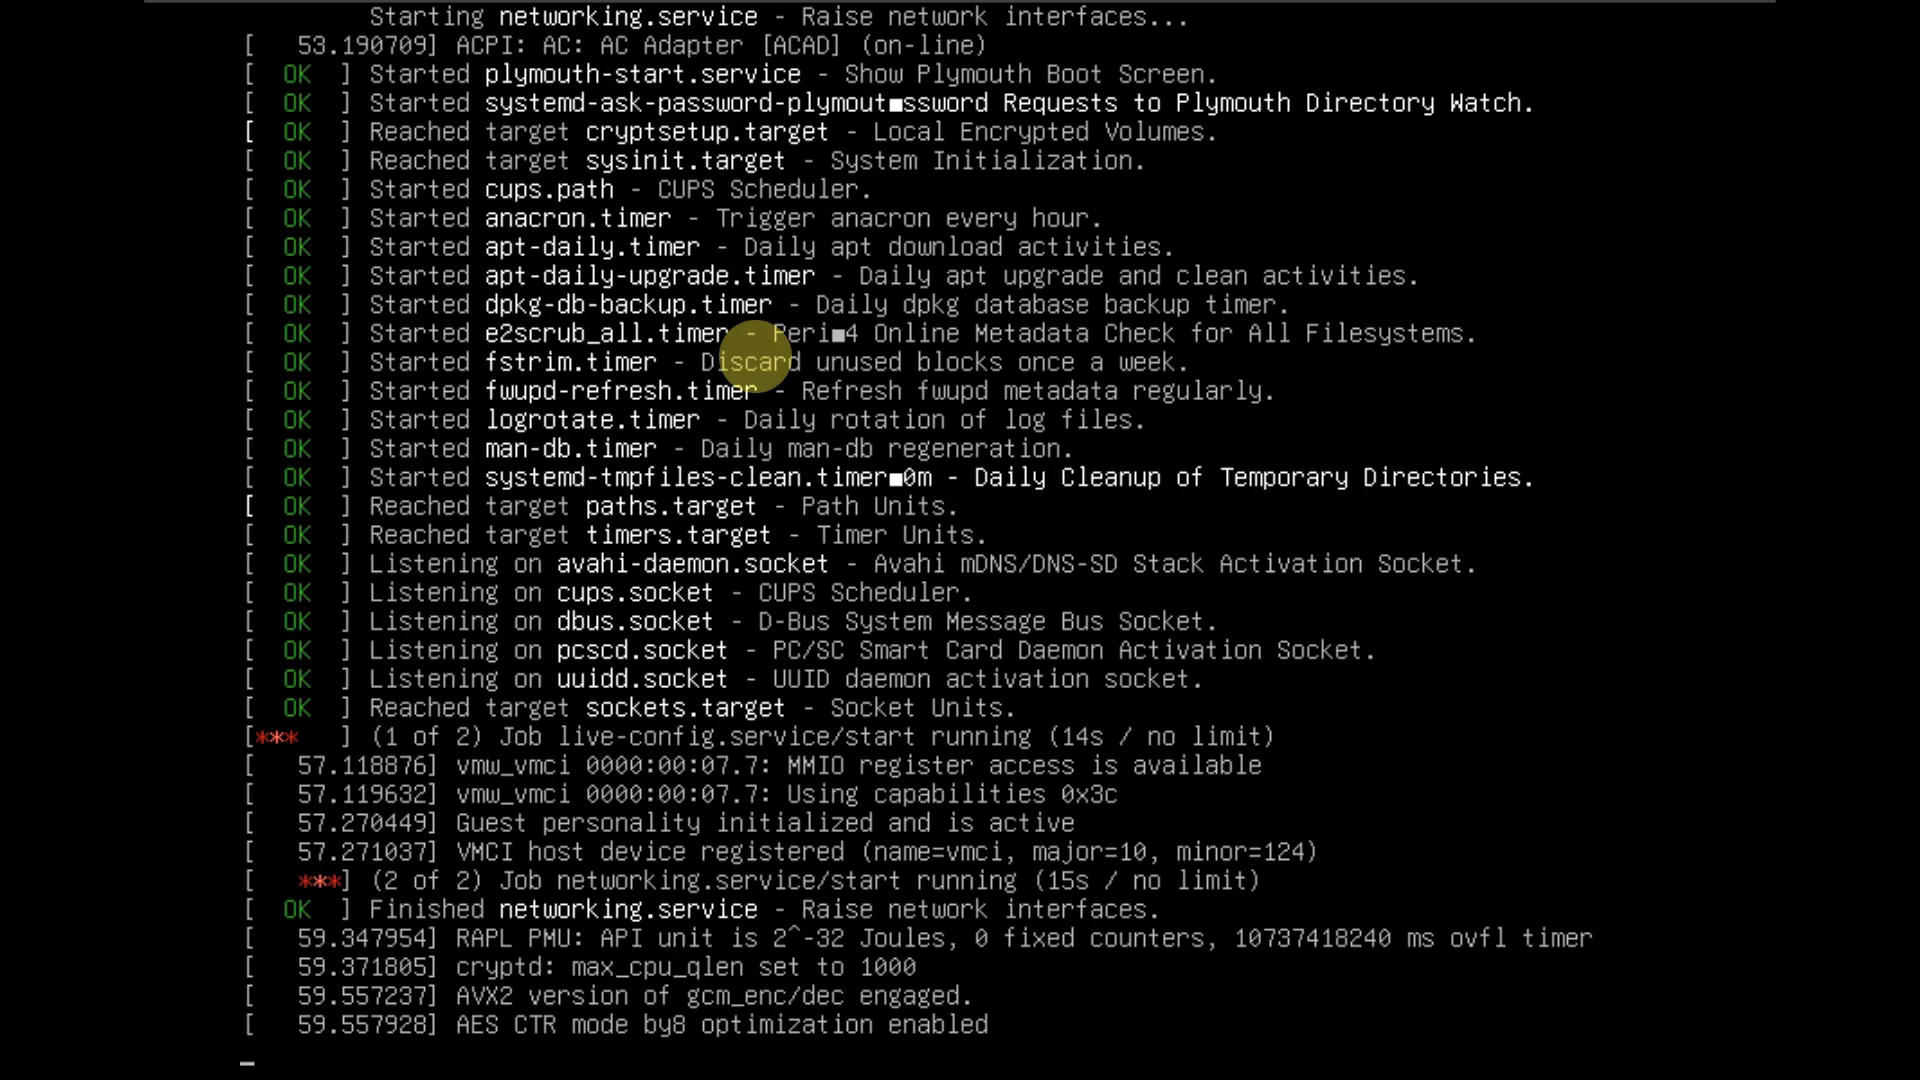 Starting networking.service - Raise network interfaces...
[   53.190709] ACPI: AC: AC Adapter [ACAD] (on-line)
[  OK  ] Started plymouth-start.service - Show Plymouth Boot Screen.
[  OK  ] Started systemd-ask-password-plymout■ssword Requests to Plymouth Directory Watch.
[  OK  ] Reached target cryptsetup.target - Local Encrypted Volumes.
[  OK  ] Reached target sysinit.target - System Initialization.
[  OK  ] Started cups.path - CUPS Scheduler.
[  OK  ] Started anacron.timer - Trigger anacron every hour.
[  OK  ] Started apt-daily.timer - Daily apt download activities.
[  OK  ] Started apt-daily-upgrade.timer - Daily apt upgrade and clean activities.
[  OK  ] Started dpkg-db-backup.timer - Daily dpkg database backup timer.
[  OK  ] Started e2scrub_all.timer - Peri■4 Online Metadata Check for All Filesystems.
[  OK  ] Started fstrim.timer - Discard unused blocks once a week.
[  OK  ] Started fwupd-refresh.timer - Refresh fwupd metadata regularly.
[  OK  ] Started logrotate.timer - Daily rotation of log files.
[  OK  ] Started man-db.timer - Daily man-db regeneration.
[  OK  ] Started systemd-tmpfiles-clean.timer■0m - Daily Cleanup of Temporary Directories.
[  OK  ] Reached target paths.target - Path Units.
[  OK  ] Reached target timers.target - Timer Units.
[  OK  ] Listening on avahi-daemon.socket - Avahi mDNS/DNS-SD Stack Activation Socket.
[  OK  ] Listening on cups.socket - CUPS Scheduler.
[  OK  ] Listening on dbus.socket - D-Bus System Message Bus Socket.
[  OK  ] Listening on pcscd.socket - PC/SC Smart Card Daemon Activation Socket.
[  OK  ] Listening on uuidd.socket - UUID daemon activation socket.
[  OK  ] Reached target sockets.target - Socket Units.
[***   ] (1 of 2) Job live-config.service/start running (14s / no limit)
[   57.118876] vmw_vmci 0000:00:07.7: MMIO register access is available
[   57.119632] vmw_vmci 0000:00:07.7: Using capabilities 0x3c
[   57.270449] Guest personality initialized and is active
[   57.271037] VMCI host device registered (name=vmci, major=10, minor=124)
[   ***] (2 of 2) Job networking.service/start running (15s / no limit)
[  OK  ] Finished networking.service - Raise network interfaces.
[   59.347954] RAPL PMU: API unit is 2^-32 Joules, 0 fixed counters, 10737418240 ms ovfl timer
[   59.371805] cryptd: max_cpu_qlen set to 1000
[   59.557237] AVX2 version of gcm_enc/dec engaged.
[   59.557928] AES CTR mode by8 optimization enabled